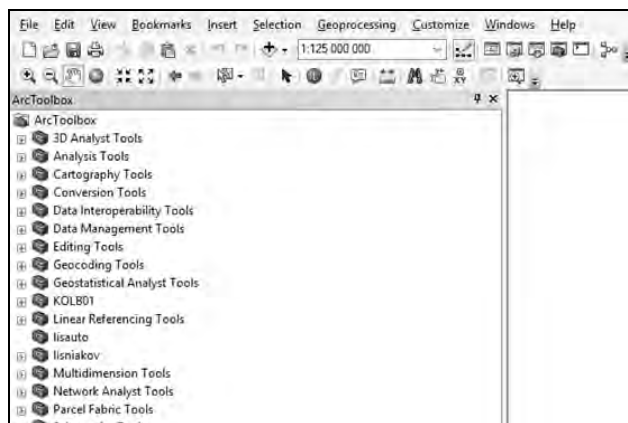 File Edit View Bookmarks Insert Selection Geoprocessing Customize Windows Help
1:125 000 000
ArcToolbox
ArcToolbox
3D Analyst Tools
Analysis Tools
Cartography Tools
Conversion Tools
Data Interoperability Tools
Data Management Tools
Editing Tools
Geocoding Tools
Geostatistical Analyst Tools
KOLB01
Linear Referencing Tools
lisauto
lisniakov
Multidimension Tools
Network Analyst Tools
Parcel Fabric Tools